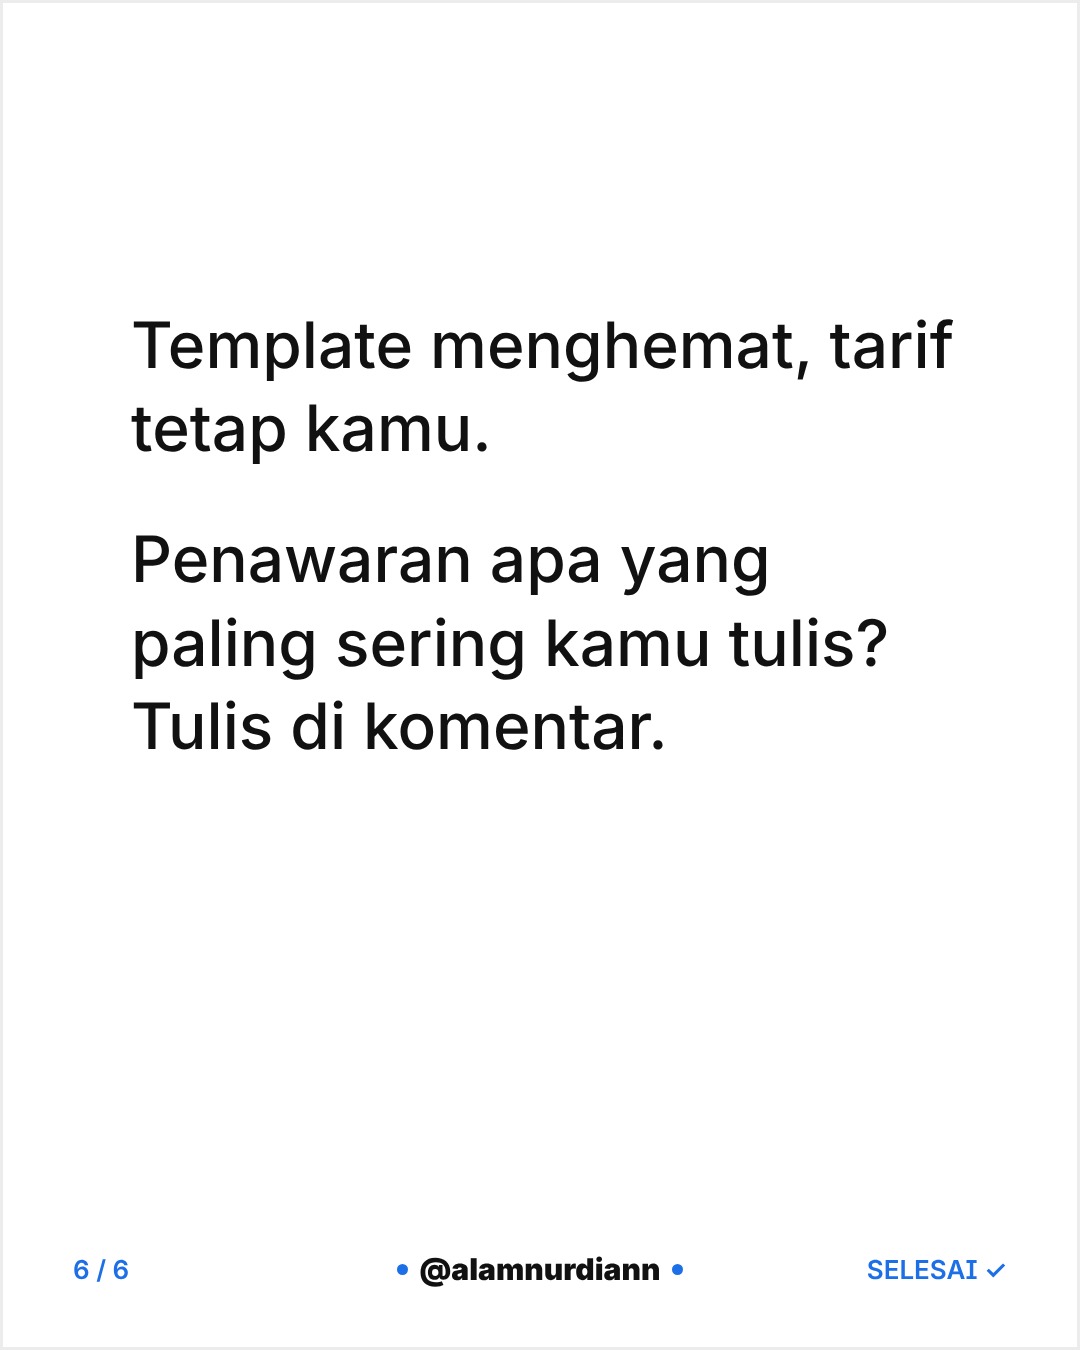 Template menghemat, tarif
tetap kamu.
Penawaran apa yang
paling sering kamu tulis?
Tulis di komentar.
6 / 6
• @alamnurdiann •
SELESAI ✓